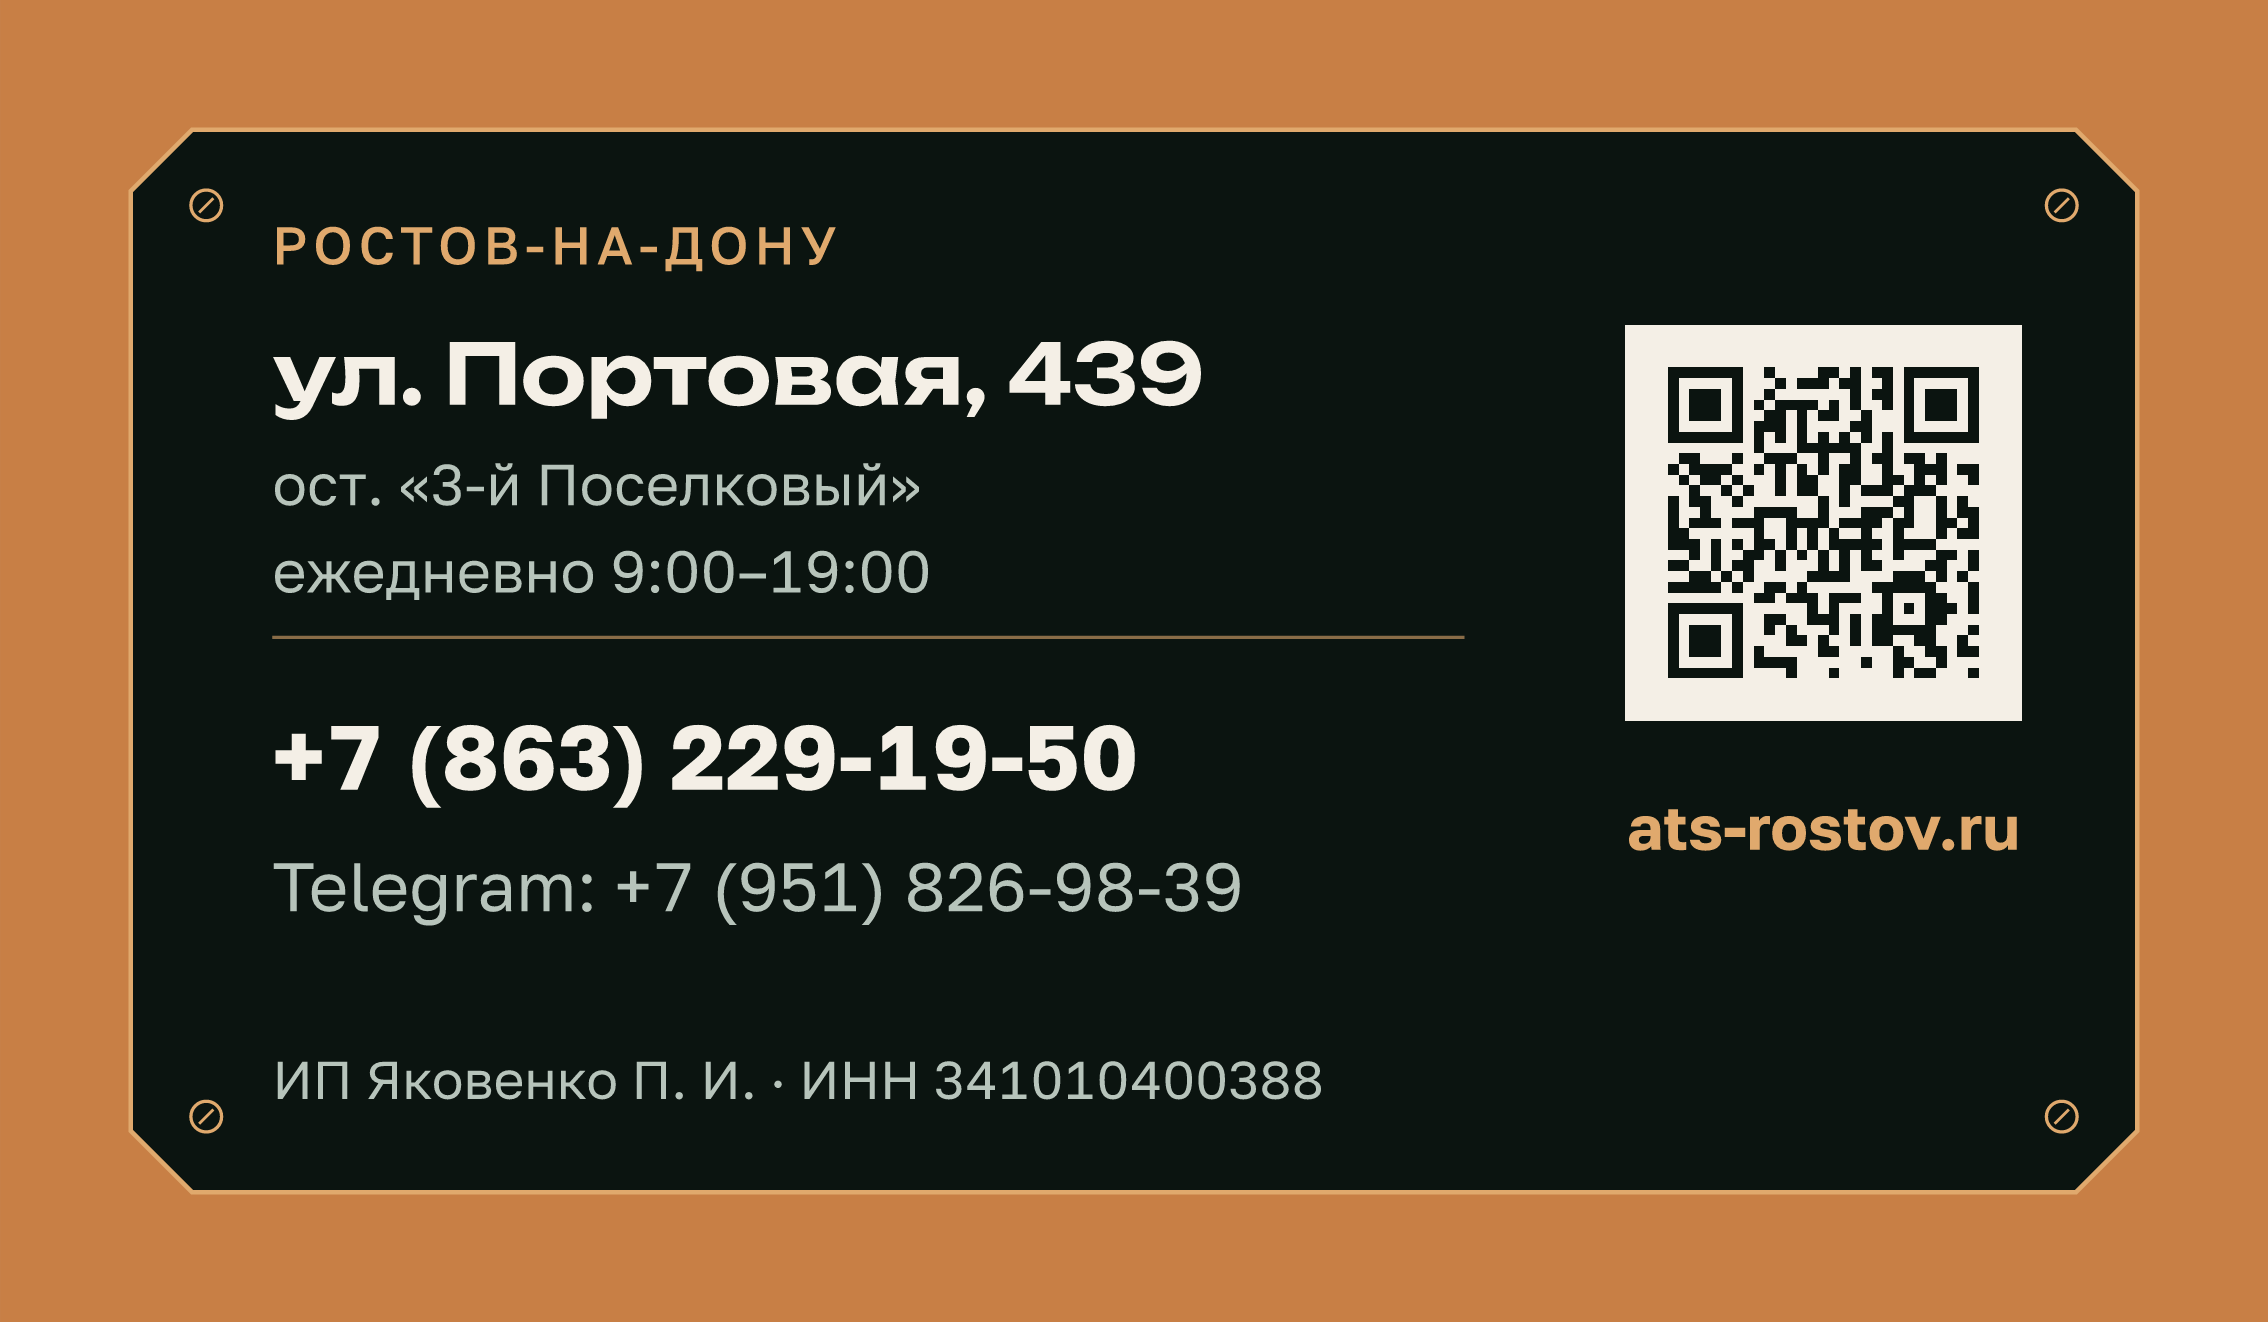 РОСТОВ-НА-ДОНУ
ул. Портовая, 439
ост. «3-й Поселковый»
ежедневно 9:00–19:00
+7 (863) 229-19-50
Telegram: +7 (951) 826-98-39
ats-rostov.ru
ИП Яковенко П. И. · ИНН 341010400388